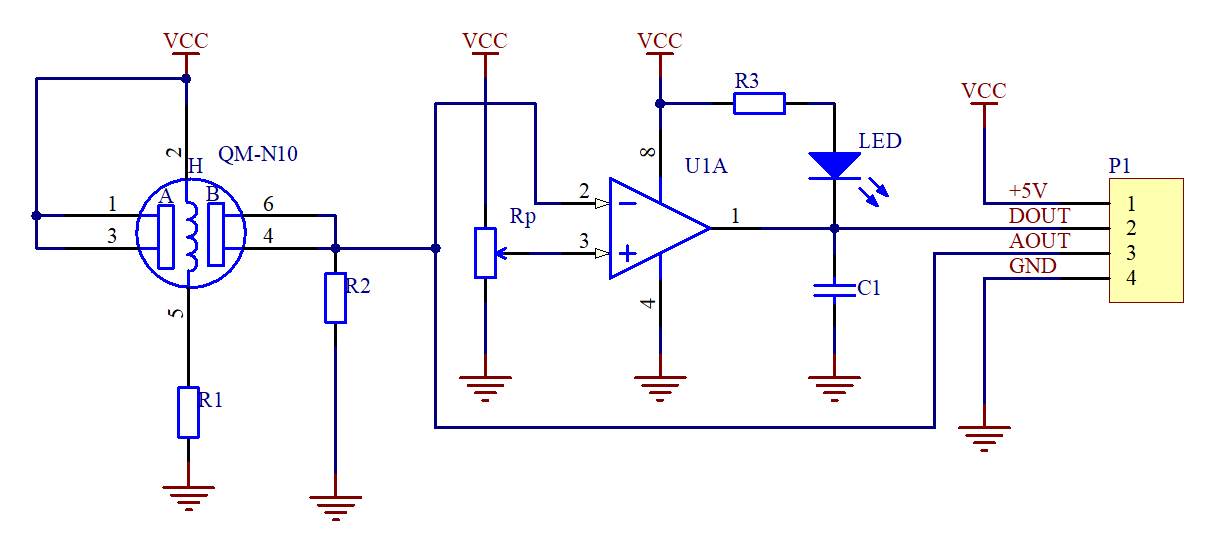 VCC
VCC
VCC
R3
VCC
2
H
QM-N10
8
U1A
LED
P1
A
B
1
6
2
+5V
1
3
4
Rp
3
1
DOUT
2
AOUT
3
GND
4
5
R2
4
C1
R1